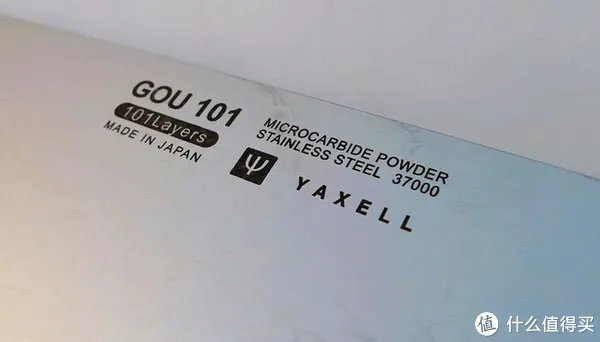 GOU 101
101Layers
MADE IN JAPAN
MICROCARBIDE POWDER
STAINLESS STEEL 37000
YAXELL
值 什么值得买